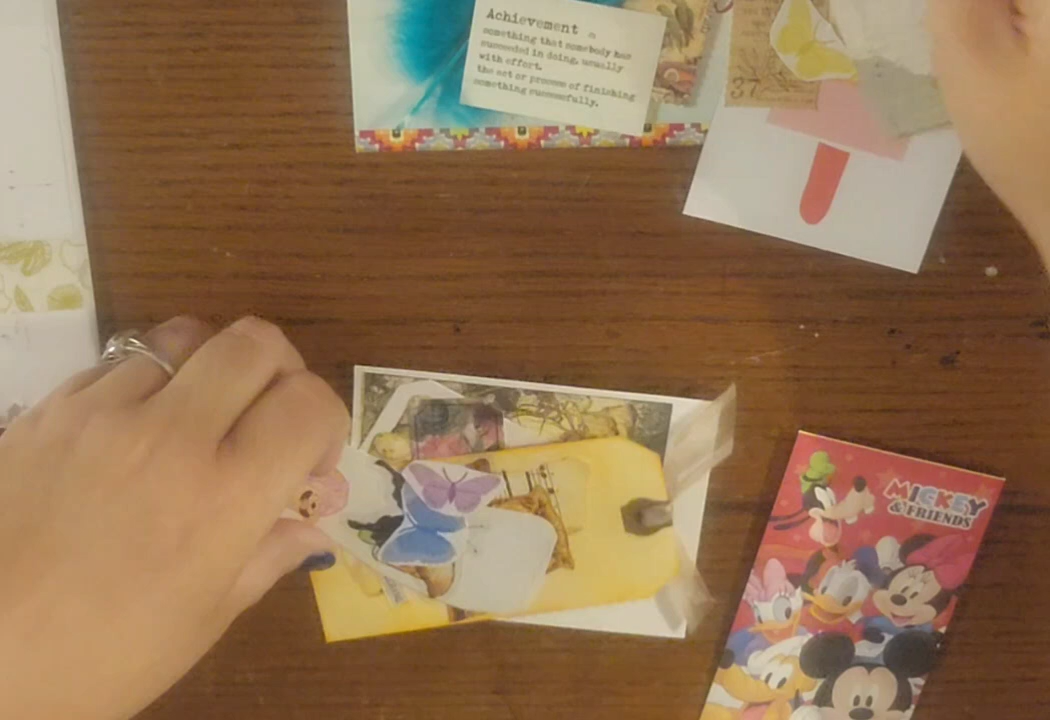 Achievement
something that somebody has
succeeded in doing, usually
with effort.
the act or process of finishing
something successfully.
37
MICKEY
& FRIENDS